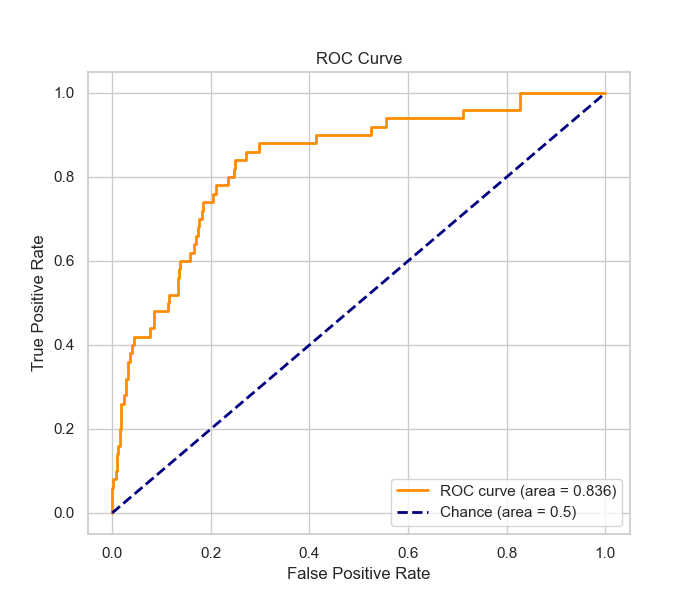 ROC Curve
1.0
0.8
0.6
0.4
0.2
0.0
True Positive Rate
0.0 0.2 0.4 0.6 0.8 1.0
False Positive Rate
ROC curve (area = 0.836)
Chance (area = 0.5)